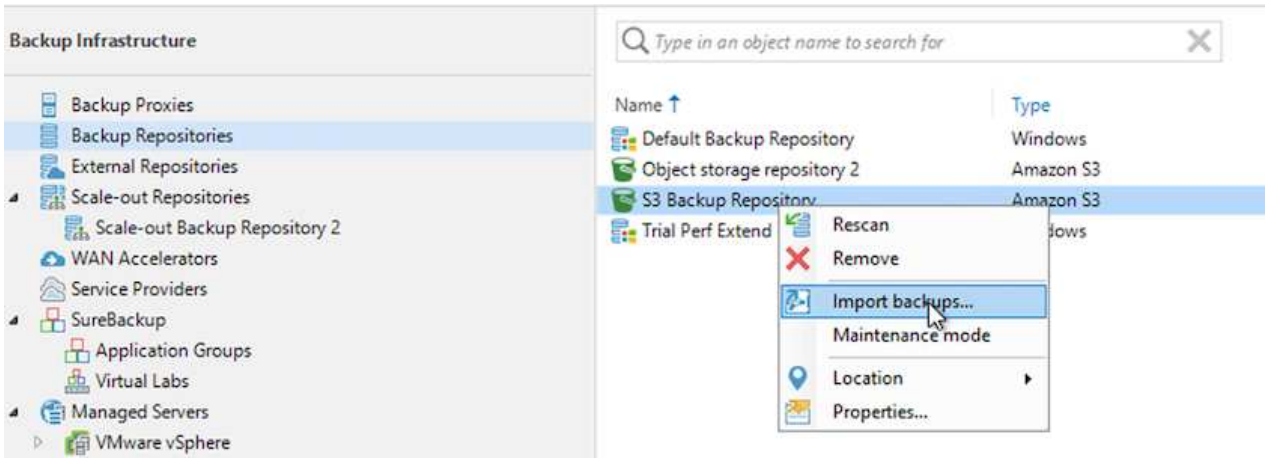 Backup Infrastructure
Backup Proxies
Backup Repositories
External Repositories
Scale-out Repositories
Scale-out Backup Repository 2
WAN Accelerators
Service Providers
SureBackup
Application Groups
Virtual Labs
Managed Servers
VMware vSphere
Type in an object name to search for
Name Type
Default Backup Repository Windows
Object storage repository 2 Amazon S3
S3 Backup Repository Amazon S3
Trial Perf Extend dows
Rescan
Remove
Import backups...
Maintenance mode
Location
Properties...